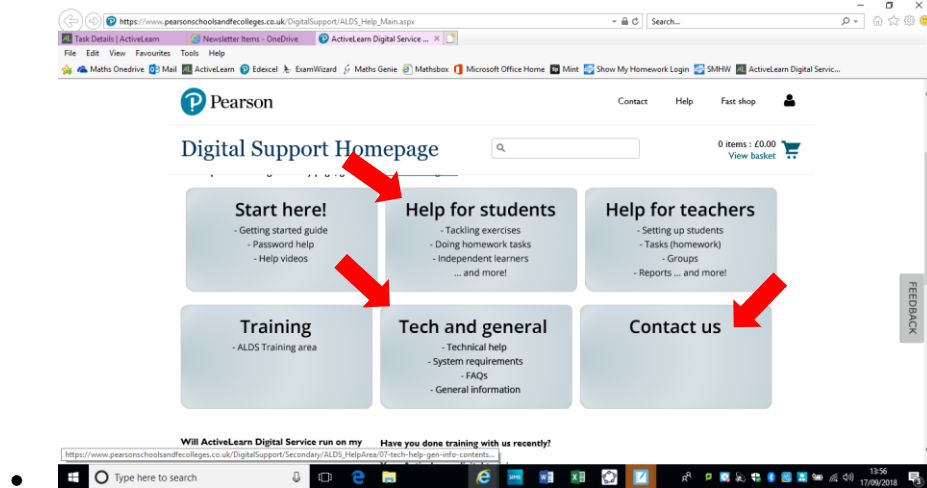 https://www.pearsonschoolsandfecolleges.co.uk/DigitalSupport/ALDS_Help_Main.aspx
Search...
Task Details | ActiveLearn
Newsletter Items - OneDrive
ActiveLearn Digital Service ...
File Edit View Favourites Tools Help
Maths Onedrive Mail ActiveLearn Edexcel ExamWizard Maths Genie Mathsbox Microsoft Office Home Mint Show My Homework Login SMHW ActiveLearn Digital Servic...
Pearson
Contact Help Fast shop
Digital Support Homepage
0 items : £0.00
View basket
Start here!
- Getting started guide
- Password help
- Help videos
Help for students
- Tackling exercises
- Doing homework tasks
- Independent learners
... and more!
Help for teachers
- Setting up students
- Tasks (homework)
- Groups
- Reports ... and more!
FEEDBACK
Training
- ALDS Training area
Tech and general
- Technical help
- System requirements
- FAQs
- General information
Contact us
Will ActiveLearn Digital Service run on my
Have you done training with us recently?
https://www.pearsonschoolsandfecolleges.co.uk/DigitalSupport/Secondary/ALDS_HelpArea/07-tech-help-gen-info-contents...
Type here to search
13:56
17/09/2018